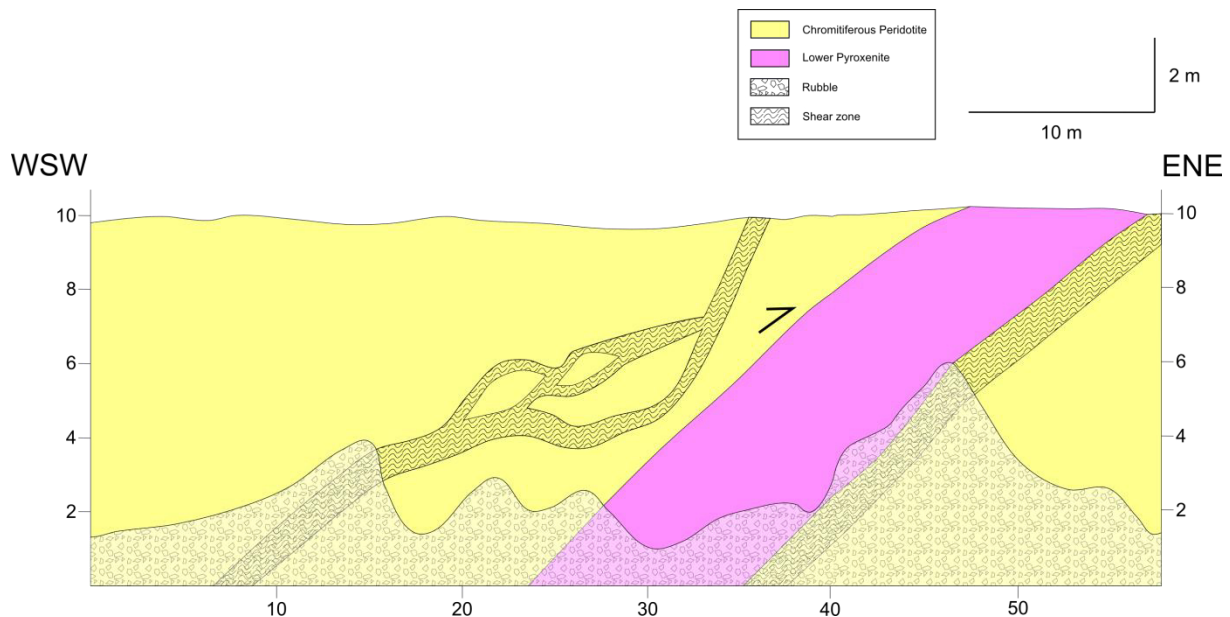 Chromitiferous Peridotite
Lower Pyroxenite
Rubble
Shear zone
2 m
10 m
WSW
ENE
10
8
6
4
2
10
8
6
4
2
10
20
30
40
50